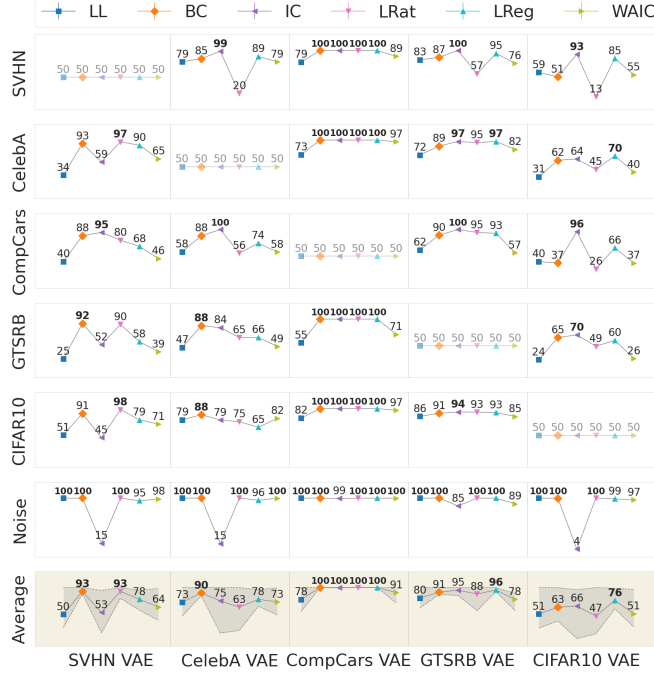 LL BC IC LRat LReg WAIC
SVHN
50 50 50 50 50 50
79 85 99 20 89 79
79 100 100 100 100 89
83 87 100 57 95 76
59 51 93 13 85 55
CelebA
34 93 59 97 90 65
50 50 50 50 50 50
73 100 100 100 100 97
72 89 97 95 97 82
31 62 64 45 70 40
CompCars
40 88 95 80 68 46
58 88 100 56 74 58
50 50 50 50 50 50
62 90 100 95 93 57
40 37 96 26 66 37
GTSRB
25 92 52 90 58 39
47 88 84 65 66 49
55 100 100 100 100 71
50 50 50 50 50 50
24 65 70 49 60 26
CIFAR10
51 91 45 98 79 71
79 88 79 75 65 82
82 100 100 100 100 97
86 91 94 93 93 85
50 50 50 50 50 50
Noise
100 100 15 100 95 98
100 100 15 100 96 100
100 100 99 100 100 100
100 100 85 100 97 89
100 100 4 100 99 97
Average
50 93 53 93 78 64
73 90 75 63 78 73
78 100 100 100 100 91
80 91 95 88 96 78
51 63 66 47 76 51
SVHN VAE CelebA VAE CompCars VAE GTSRB VAE CIFAR10 VAE